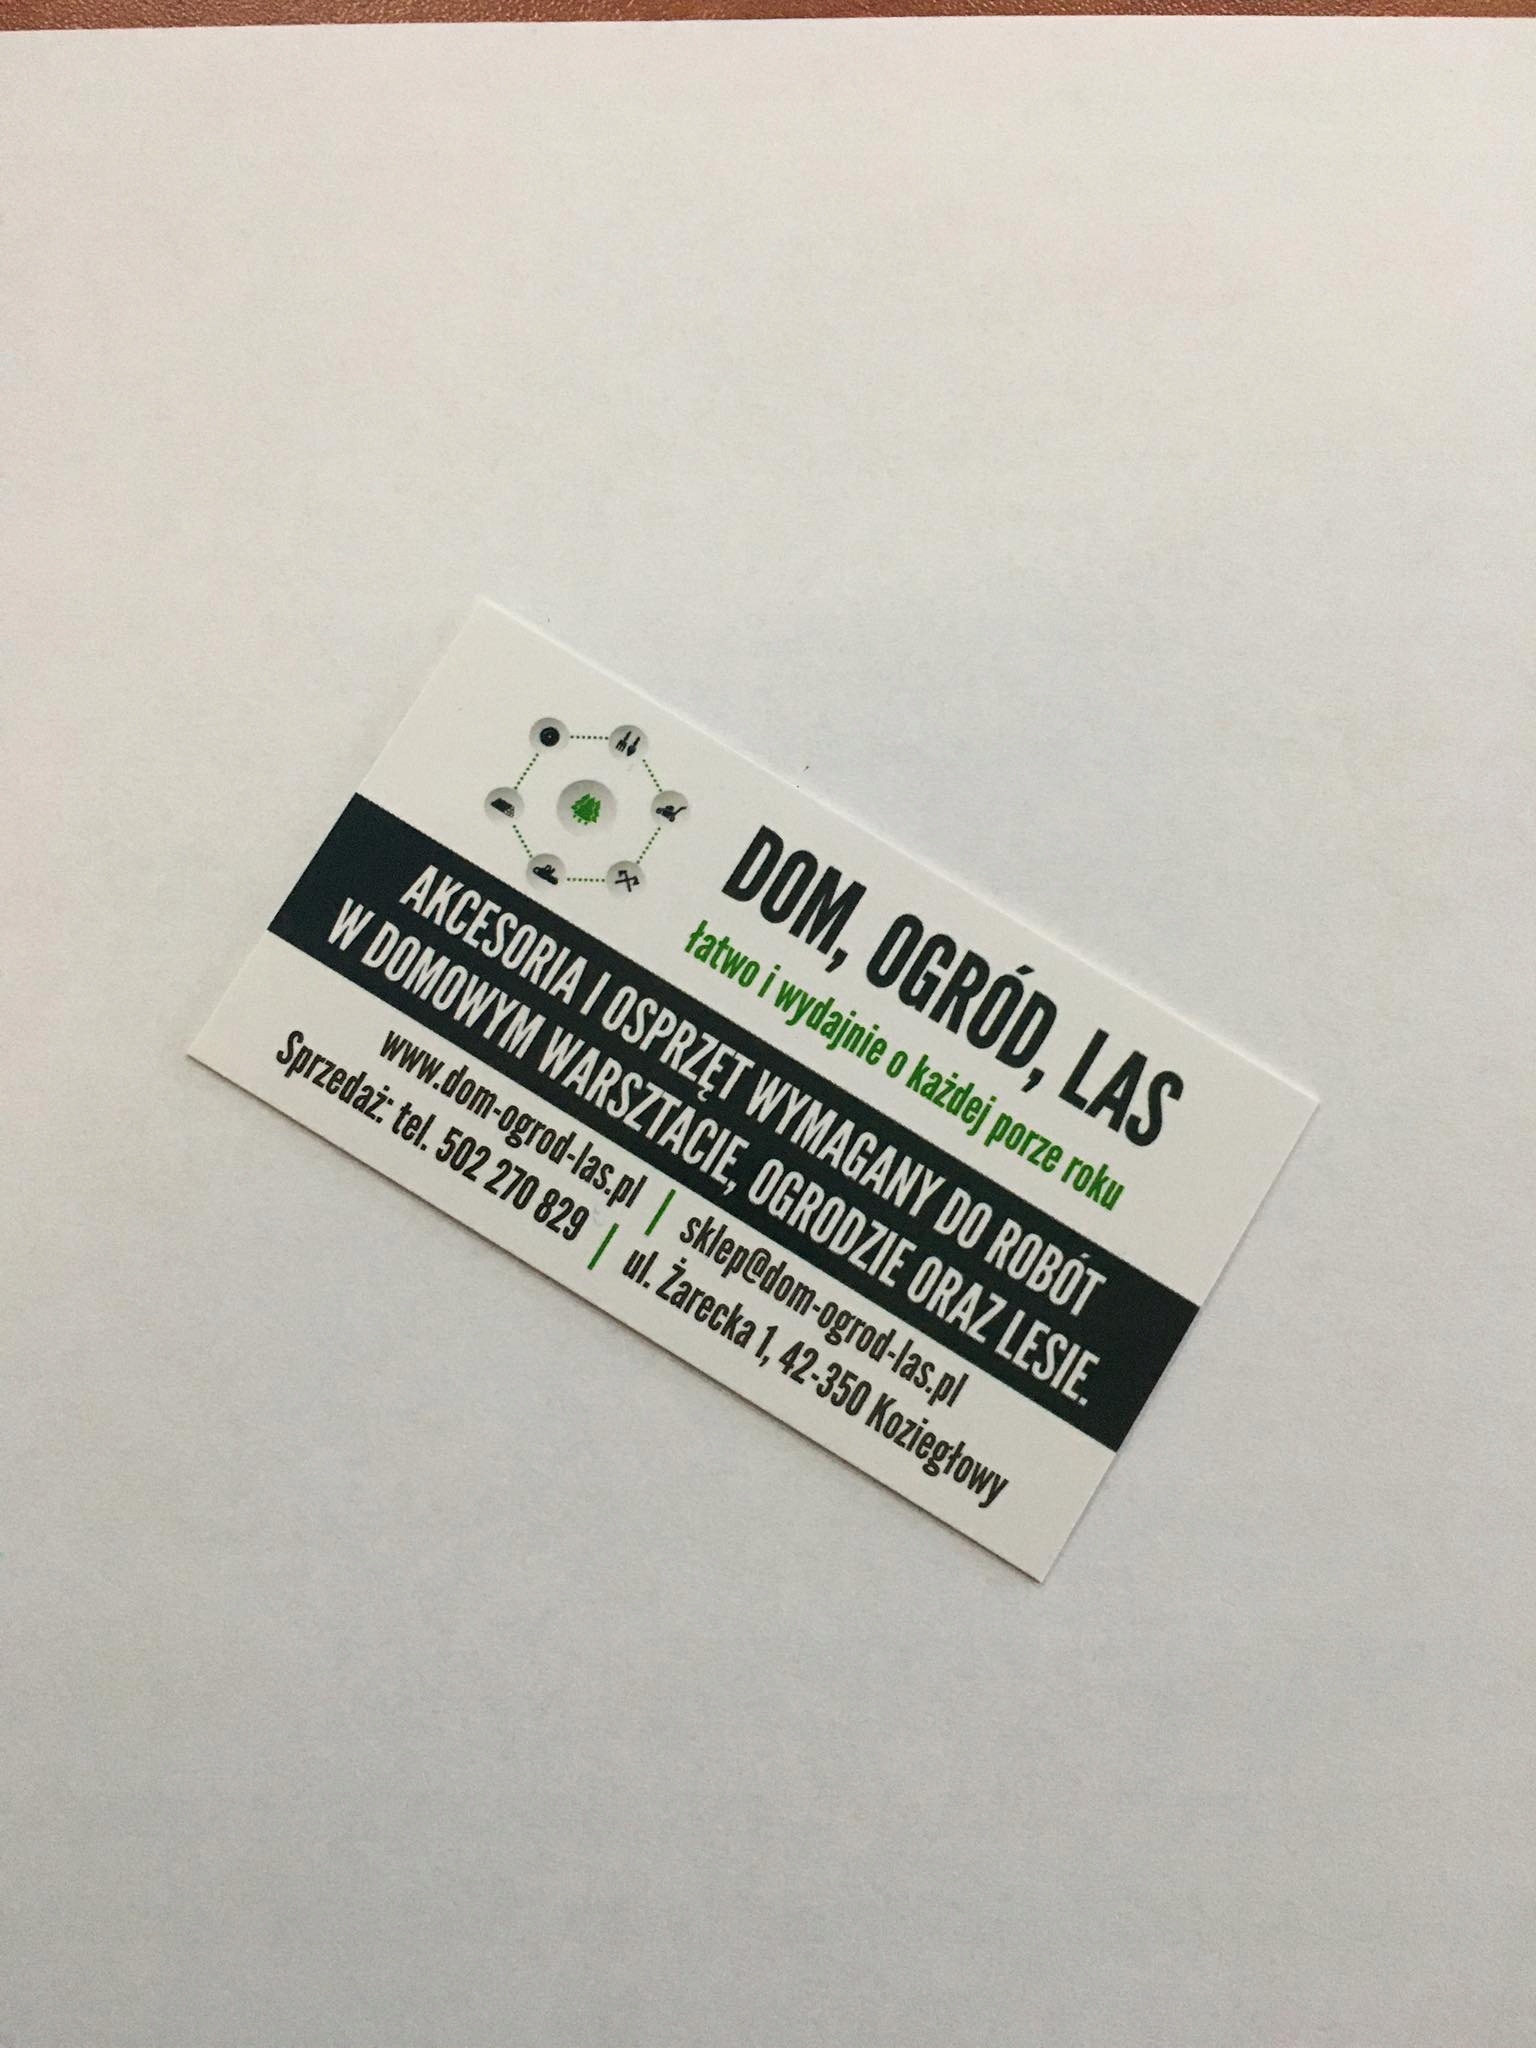 DOM, OGRÓD, LAS
łatwo i wydajnie o każdej porze roku
AKCESORIA I OSPRZĘT WYMAGANY DO ROBÓT
W DOMOWYM WARSZTACIE, OGRODZIE ORAZ LESIE.
www.dom-ogrod-las.pl | sklep@dom-ogrod-las.pl
Sprzedaż: tel. 502 270 829 | ul. Żarecka 1, 42-350 Koziegłowy